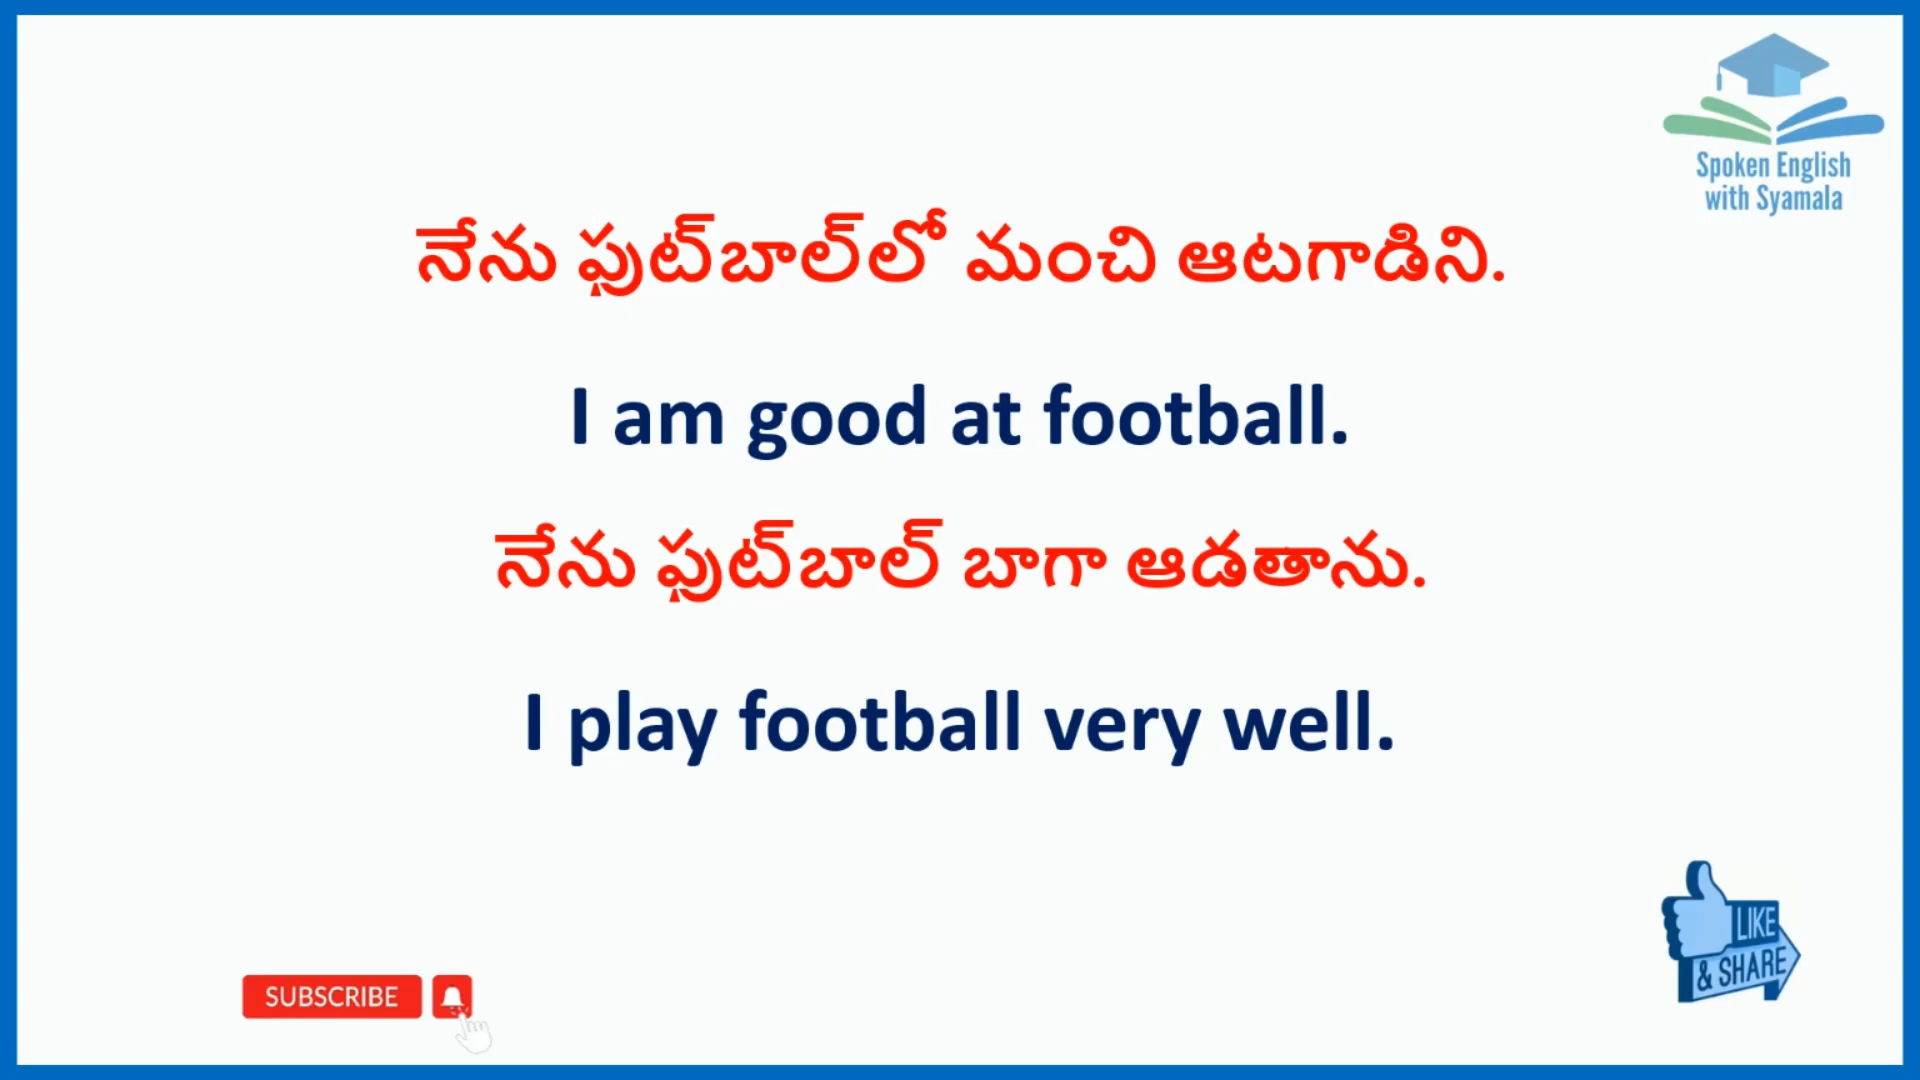 Spoken English
with Syamala
నేను ఫుట్‌బాల్‌లో మంచి ఆటగాడిని.
I am good at football.
నేను ఫుట్‌బాల్ బాగా ఆడతాను.
I play football very well.
LIKE
& SHARE
SUBSCRIBE